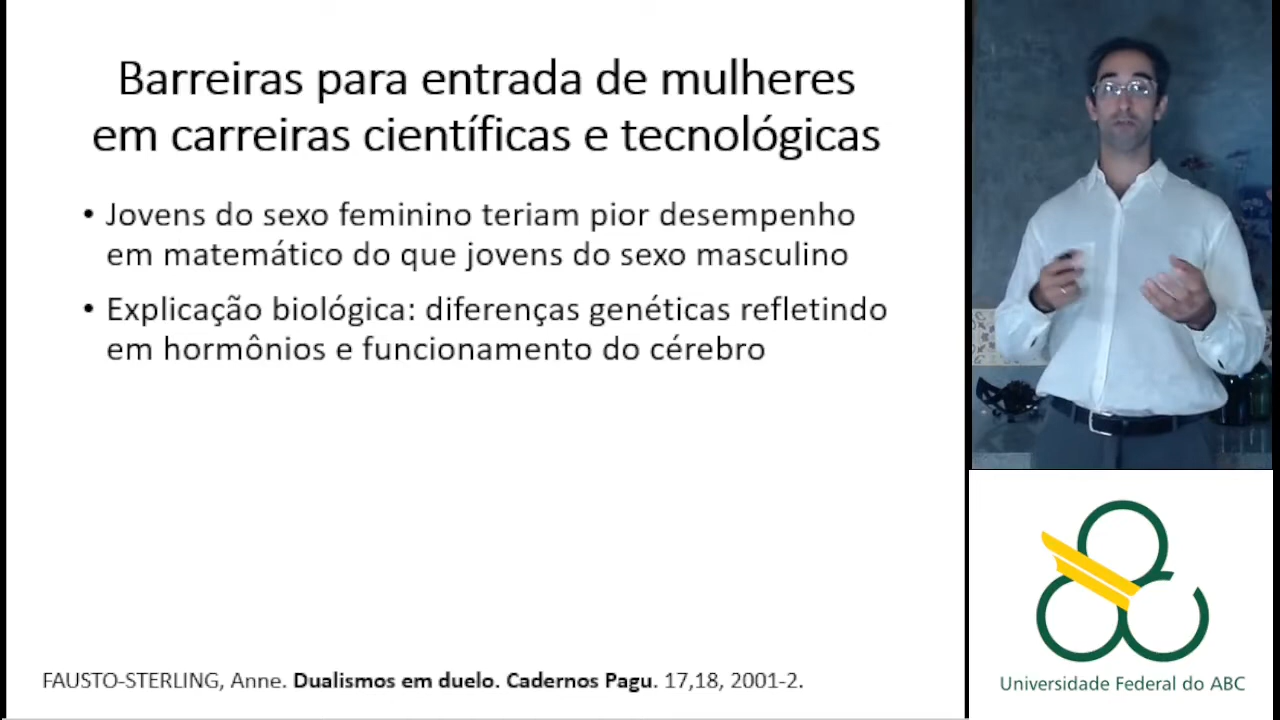 Barreiras para entrada de mulheres
em carreiras científicas e tecnológicas
• Jovens do sexo feminino teriam pior desempenho
em matemático do que jovens do sexo masculino
• Explicação biológica: diferenças genéticas refletindo
em hormônios e funcionamento do cérebro
FAUSTO-STERLING, Anne. Dualismos em duelo. Cadernos Pagu. 17,18, 2001-2.
Universidade Federal do ABC